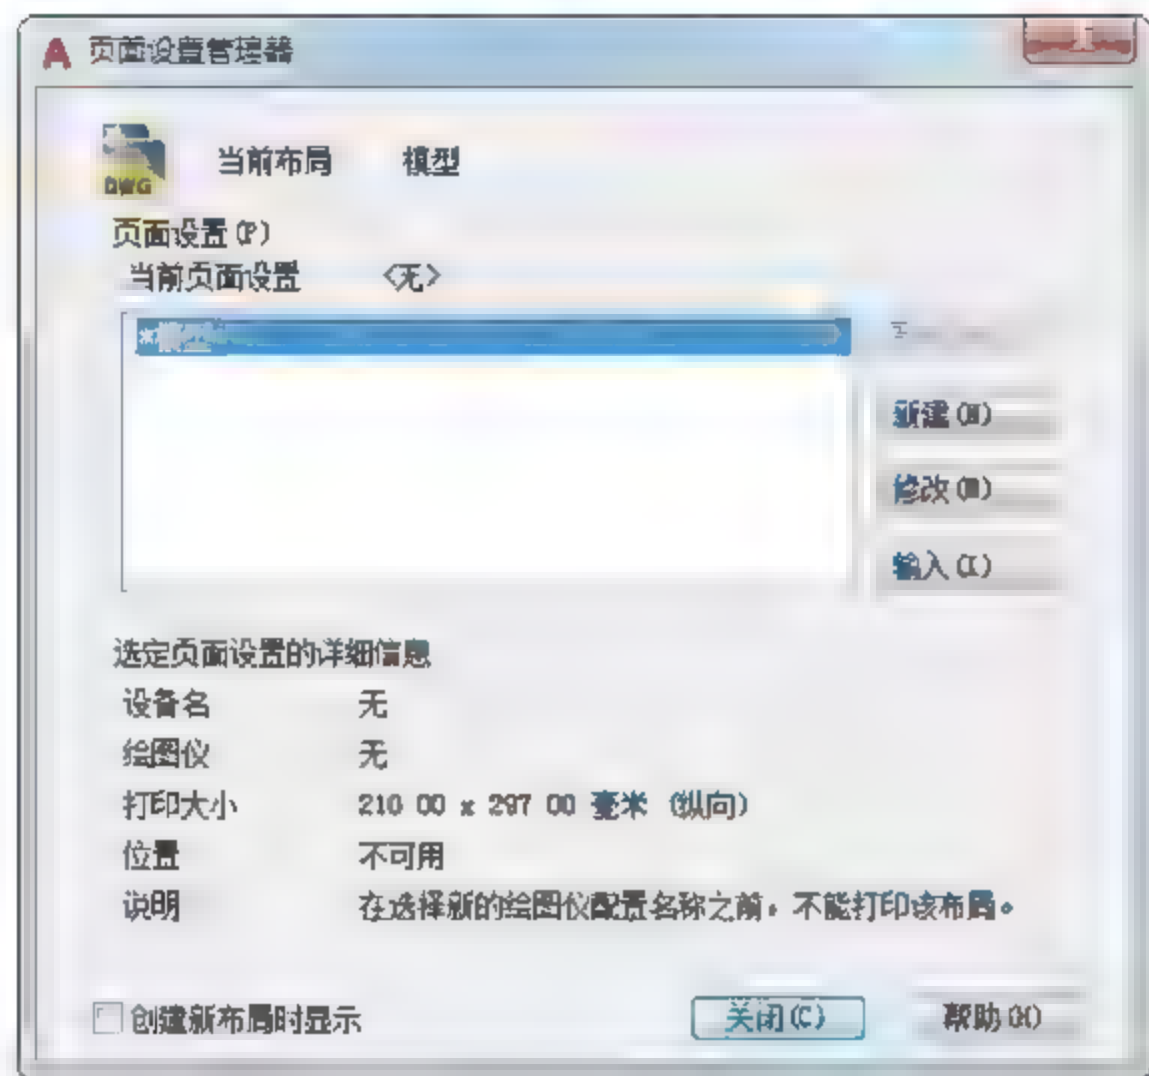 页面设置管理器
DWG
当前布局 模型
页面设置(P)
当前页面设置 <无>
新建(N)
修改(M)
输入(I)
选定页面设置的详细信息
设备名 无
绘图仪 无
打印大小 210 00 x 297 00 毫米 (纵向)
位置 不可用
说明 在选择新的绘图仪配置名称之前,不能打印该布局。
创建新布局时显示
关闭(C) 帮助(H)